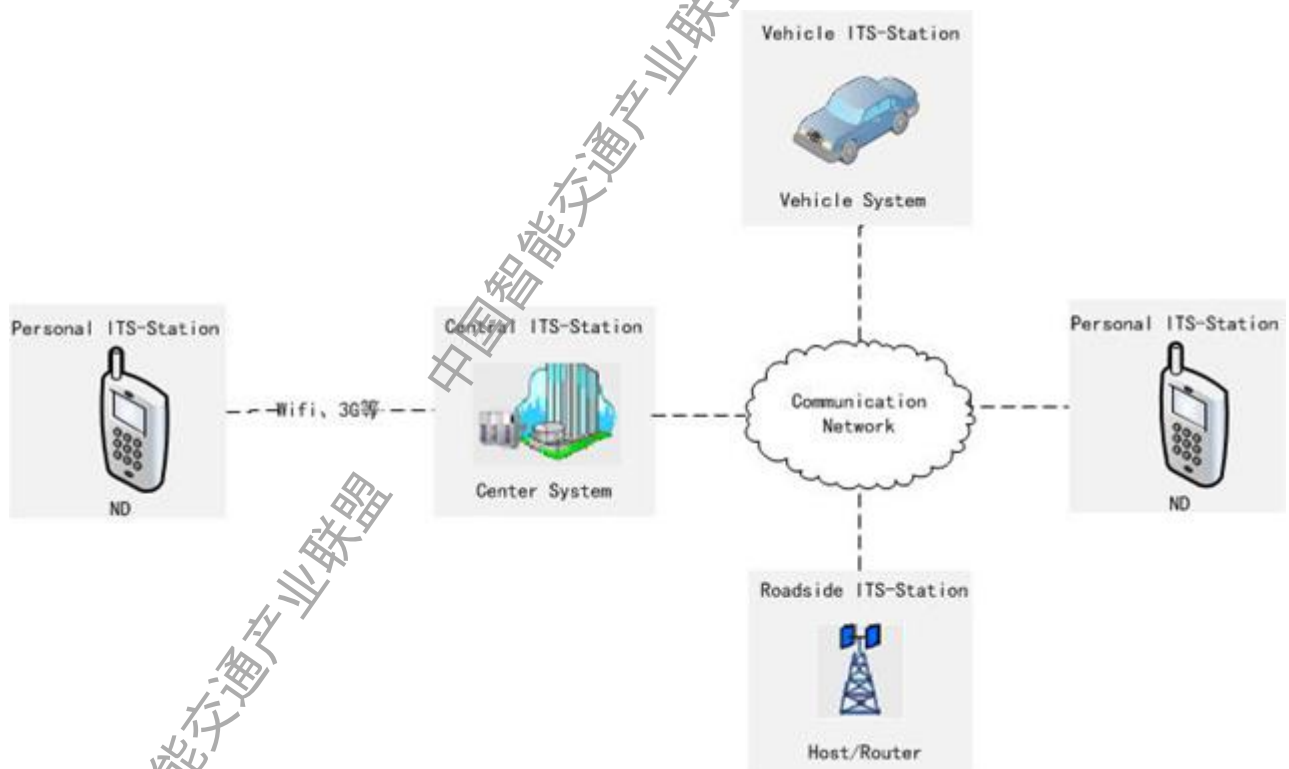 Vehicle ITS-Station
Vehicle System
Personal ITS-Station
ND
Wifi、3G等
Central ITS-Station
Center System
Communication
Network
Personal ITS-Station
ND
Roadside ITS-Station
Host/Router
中国智能交通产业联盟
能交通产业联盟